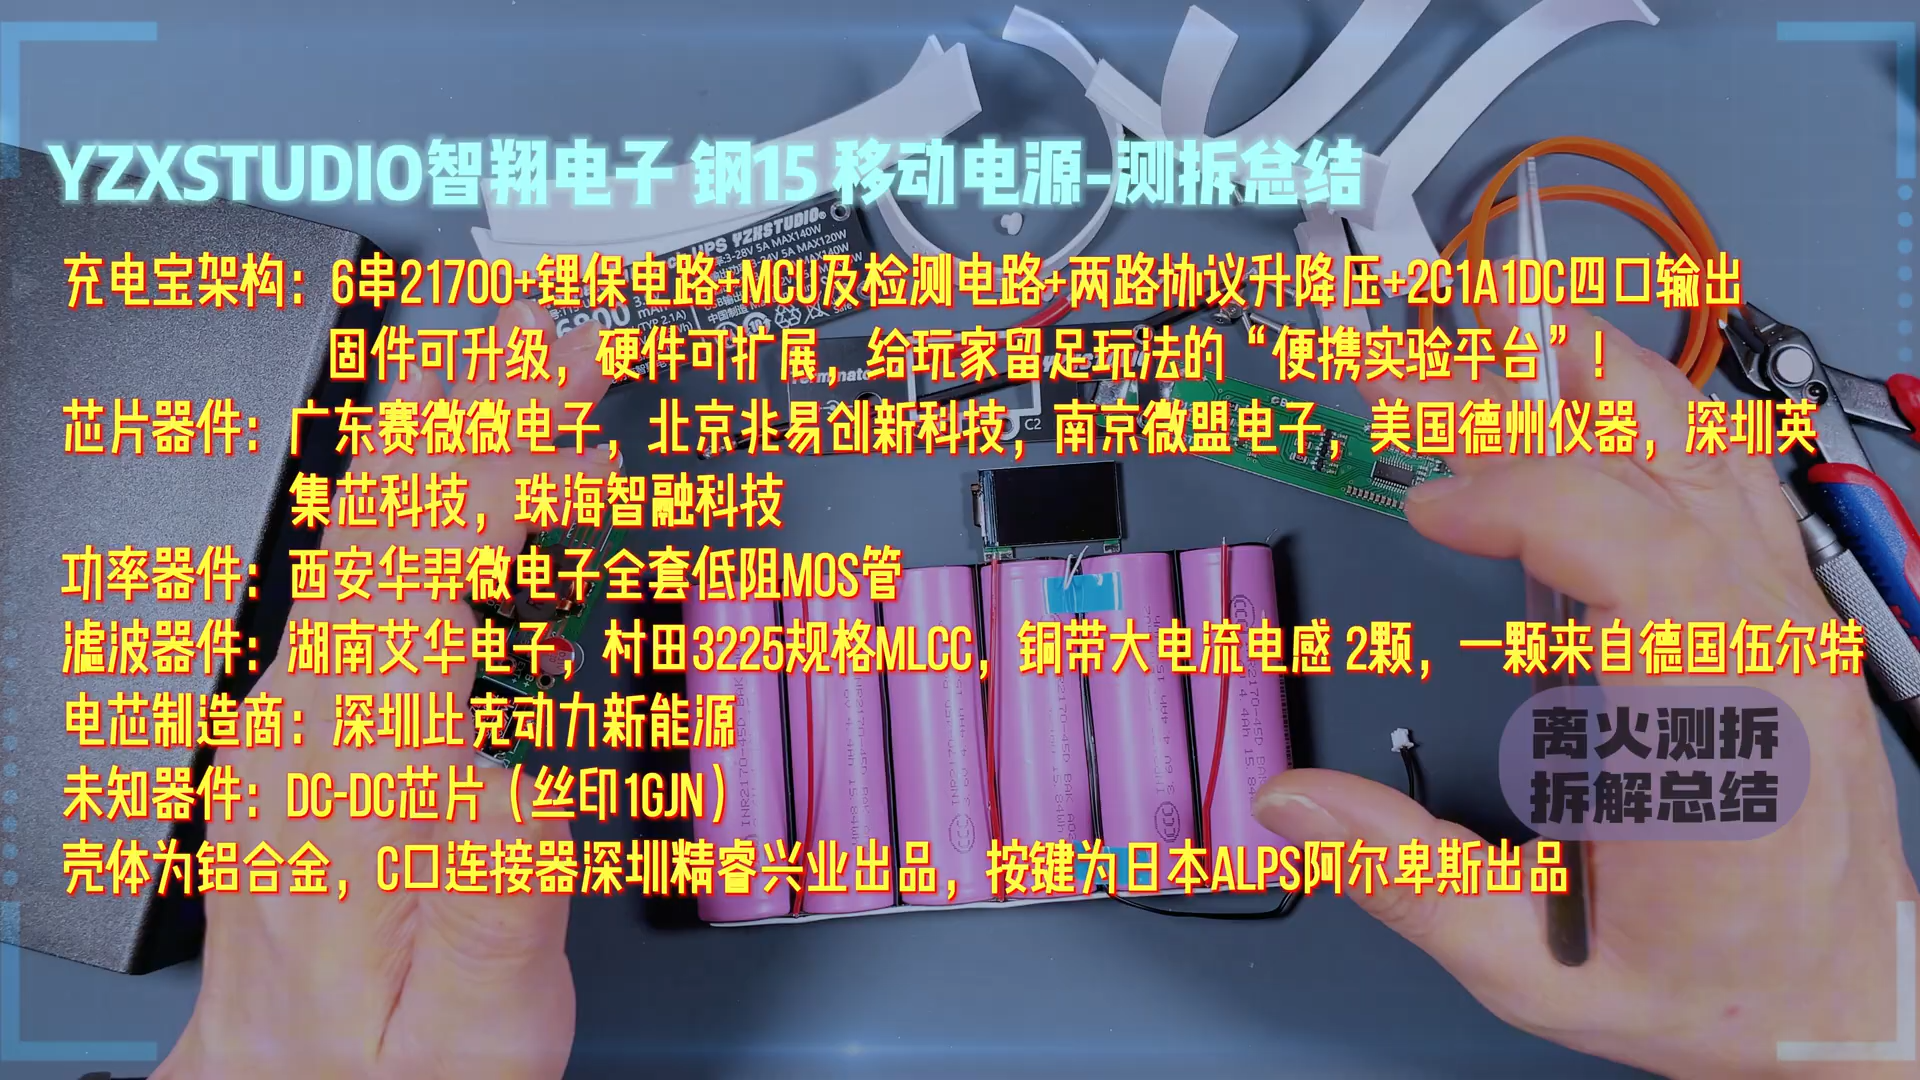 YZXSTUDIO智翔电子 钢15 移动电源-测拆总结
UPS YZXSTUDIO®
3-28V 5A MAX140W
充电宝架构：6串21700+锂保电路+MCU及检测电路+两路协议升降压+2C1A1DC四口输出
固件可升级，硬件可扩展，给玩家留足玩法的“便携实验平台”！
Terminator
芯片器件：广东赛微微电子，北京兆易创新科技，南京微盟电子，美国德州仪器，深圳英
C2
集芯科技，珠海智融科技
功率器件：西安华羿微电子全套低阻MOS管
滤波器件：湖南艾华电子，村田3225规格MLCC，铜带大电流电感 2颗，一颗来自德国伍尔特
电芯制造商：深圳比克动力新能源
离火测拆
拆解总结
未知器件：DC-DC芯片（丝印1GJN）
壳体为铝合金，C口连接器深圳精睿兴业出品，按键为日本ALPS阿尔卑斯出品